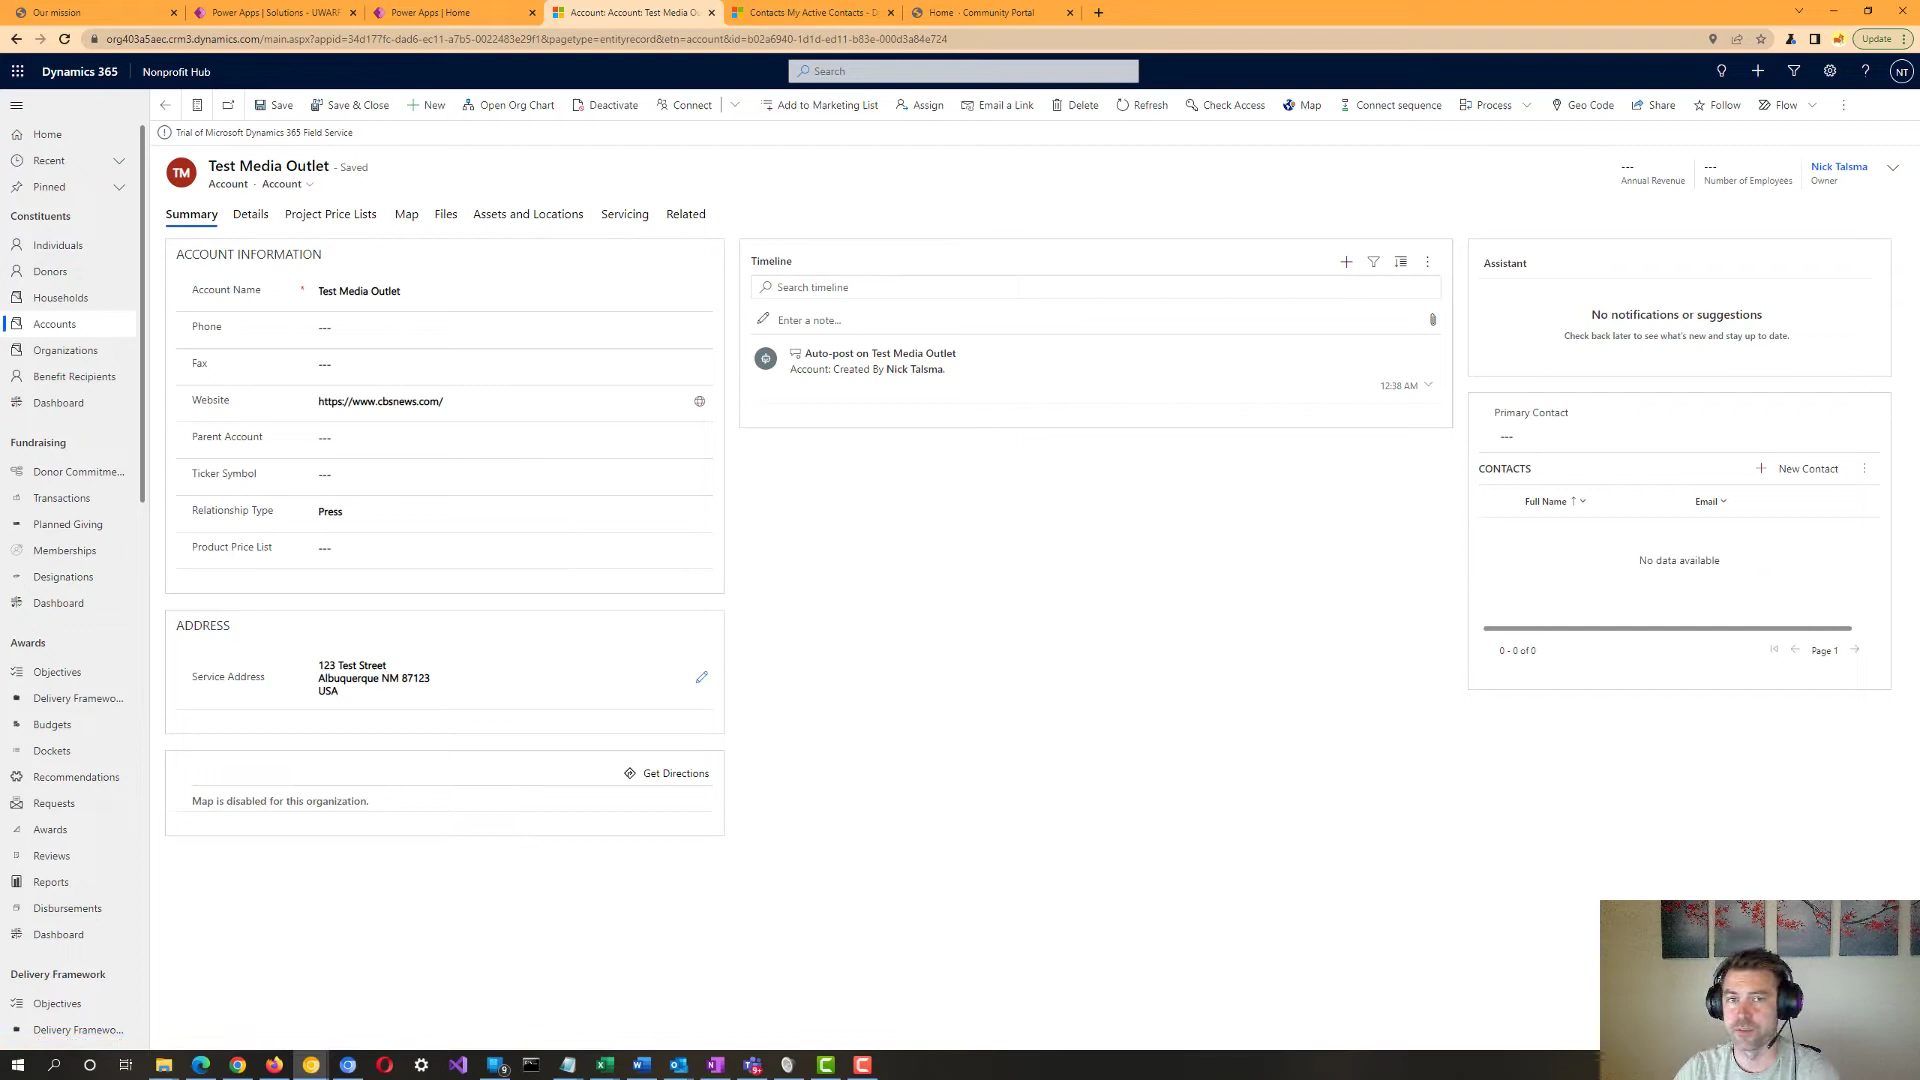 Our mission
Power Apps | Solutions - UWARF
Power Apps | Home
Account: Account: Test Media Ou
Contacts My Active Contacts - D
Home · Community Portal
org403a5aec.crm3.dynamics.com/main.aspx?appid=34d177fc-dad6-ec11-a7b5-0022483e29f1&pagetype=entityrecord&etn=account&id=b02a6940-1d1d-ed11-b83e-000d3a84e724
Update
Dynamics 365
Nonprofit Hub
Search
NT
Save
Save & Close
New
Open Org Chart
Deactivate
Connect
Add to Marketing List
Assign
Email a Link
Delete
Refresh
Check Access
Map
Connect sequence
Process
Geo Code
Share
Follow
Flow
Trial of Microsoft Dynamics 365 Field Service
Home
Recent
Pinned
Constituents
Individuals
Donors
Households
Accounts
Organizations
Benefit Recipients
Dashboard
Fundraising
Donor Commitme...
Transactions
Planned Giving
Memberships
Designations
Dashboard
Awards
Objectives
Delivery Framewo...
Budgets
Dockets
Recommendations
Requests
Awards
Reviews
Reports
Disbursements
Dashboard
Delivery Framework
Objectives
Delivery Framewo...
TM
Test Media Outlet - Saved
Account · Account
---
Annual Revenue
---
Number of Employees
Nick Talsma
Owner
Summary
Details
Project Price Lists
Map
Files
Assets and Locations
Servicing
Related
ACCOUNT INFORMATION
Account Name * Test Media Outlet
Phone ---
Fax ---
Website https://www.cbsnews.com/
Parent Account ---
Ticker Symbol ---
Relationship Type Press
Product Price List ---
ADDRESS
Service Address
123 Test Street
Albuquerque NM 87123
USA
Get Directions
Map is disabled for this organization.
Timeline
Search timeline
Enter a note...
Auto-post on Test Media Outlet
Account: Created By Nick Talsma.
12:38 AM
Assistant
No notifications or suggestions
Check back later to see what's new and stay up to date.
Primary Contact
---
CONTACTS
New Contact
Full Name
Email
No data available
0 - 0 of 0
Page 1